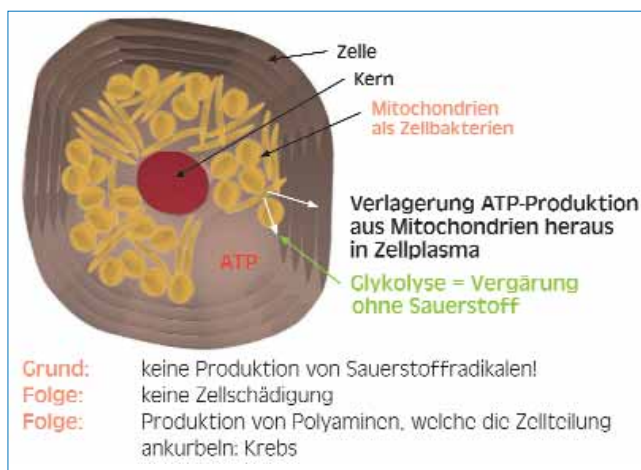 Zelle
Kern
Mitochondrien
als Zellbakterien
Verlagerung ATP-Produktion
aus Mitochondrien heraus
in Zellplasma
ATP
Glykolyse = Vergärung
ohne Sauerstoff
Grund: keine Produktion von Sauerstoffradikalen!
Folge: keine Zellschädigung
Folge: Produktion von Polyaminen, welche die Zellteilung
ankurbeln: Krebs